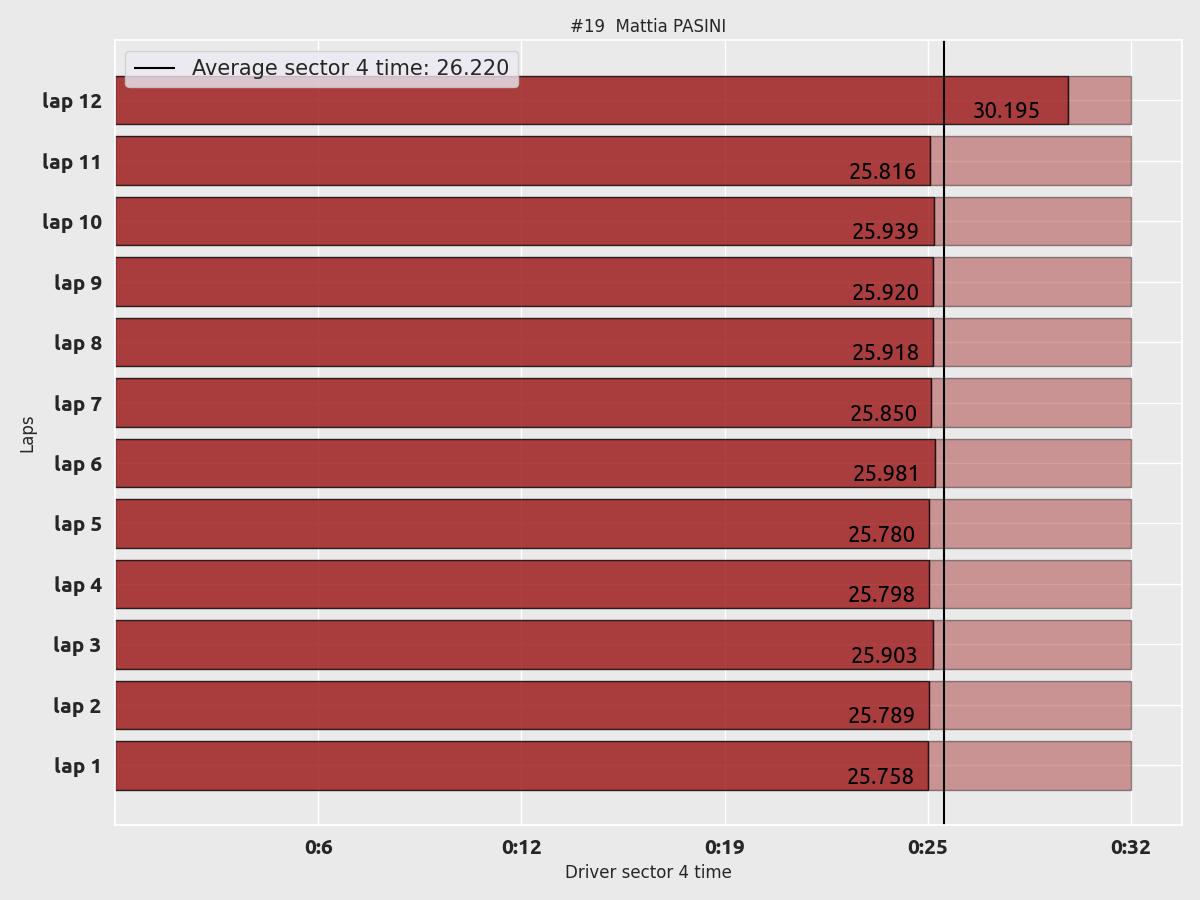 #19  Mattia PASINI
Average sector 4 time: 26.220
lap 12 30.195
lap 11 25.816
lap 10 25.939
lap 9 25.920
lap 8 25.918
lap 7 25.850
lap 6 25.981
lap 5 25.780
lap 4 25.798
lap 3 25.903
lap 2 25.789
lap 1 25.758
Laps
0:6 0:12 0:19 0:25 0:32
Driver sector 4 time